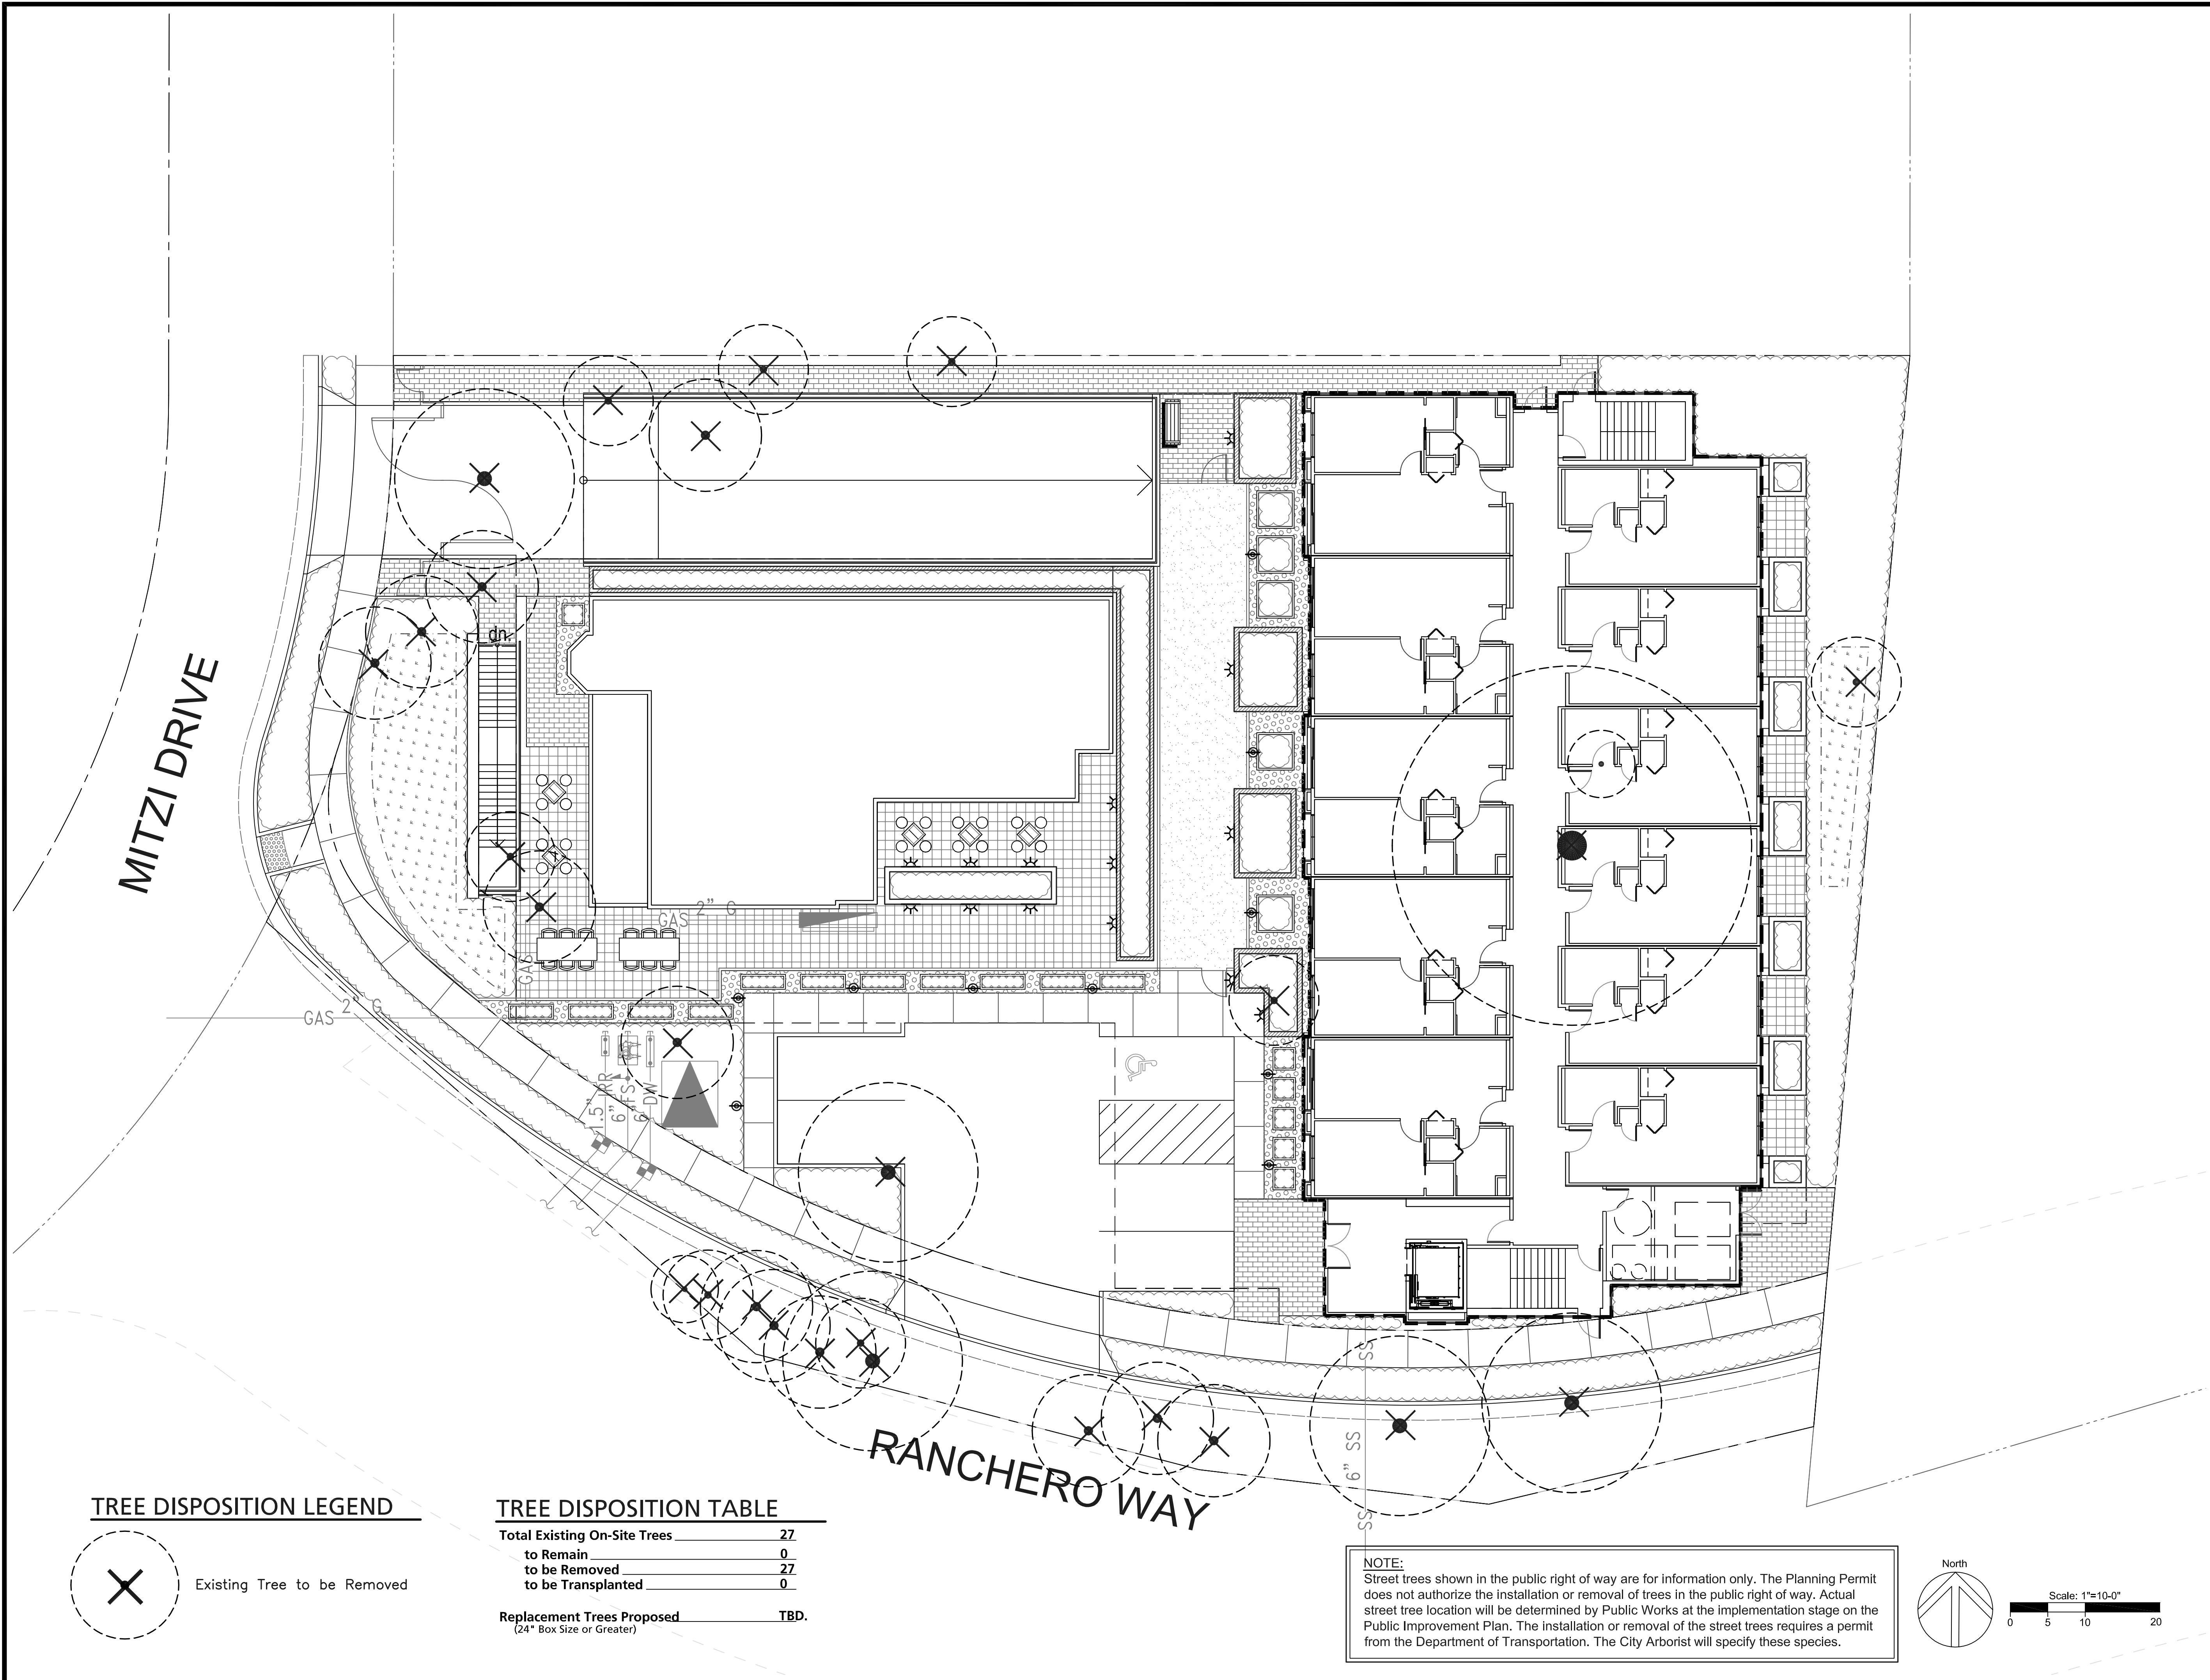 dn.
MITZI DRIVE
GAS 2" G
GAS
GAS 2" G
1.5" IRR
6" FS
6" DW
SS
6" SS
SS
RANCHERO WAY
TREE DISPOSITION LEGEND
Existing Tree to be Removed
TREE DISPOSITION TABLE
Total Existing On-Site Trees 27
to Remain 0
to be Removed 27
to be Transplanted 0
Replacement Trees Proposed TBD.
(24" Box Size or Greater)
NOTE:
Street trees shown in the public right of way are for information only. The Planning Permit
does not authorize the installation or removal of trees in the public right of way. Actual
street tree location will be determined by Public Works at the implementation stage on the
Public Improvement Plan. The installation or removal of the street trees requires a permit
from the Department of Transportation. The City Arborist will specify these species.
North
Scale: 1"=10-0"
0 5 10 20